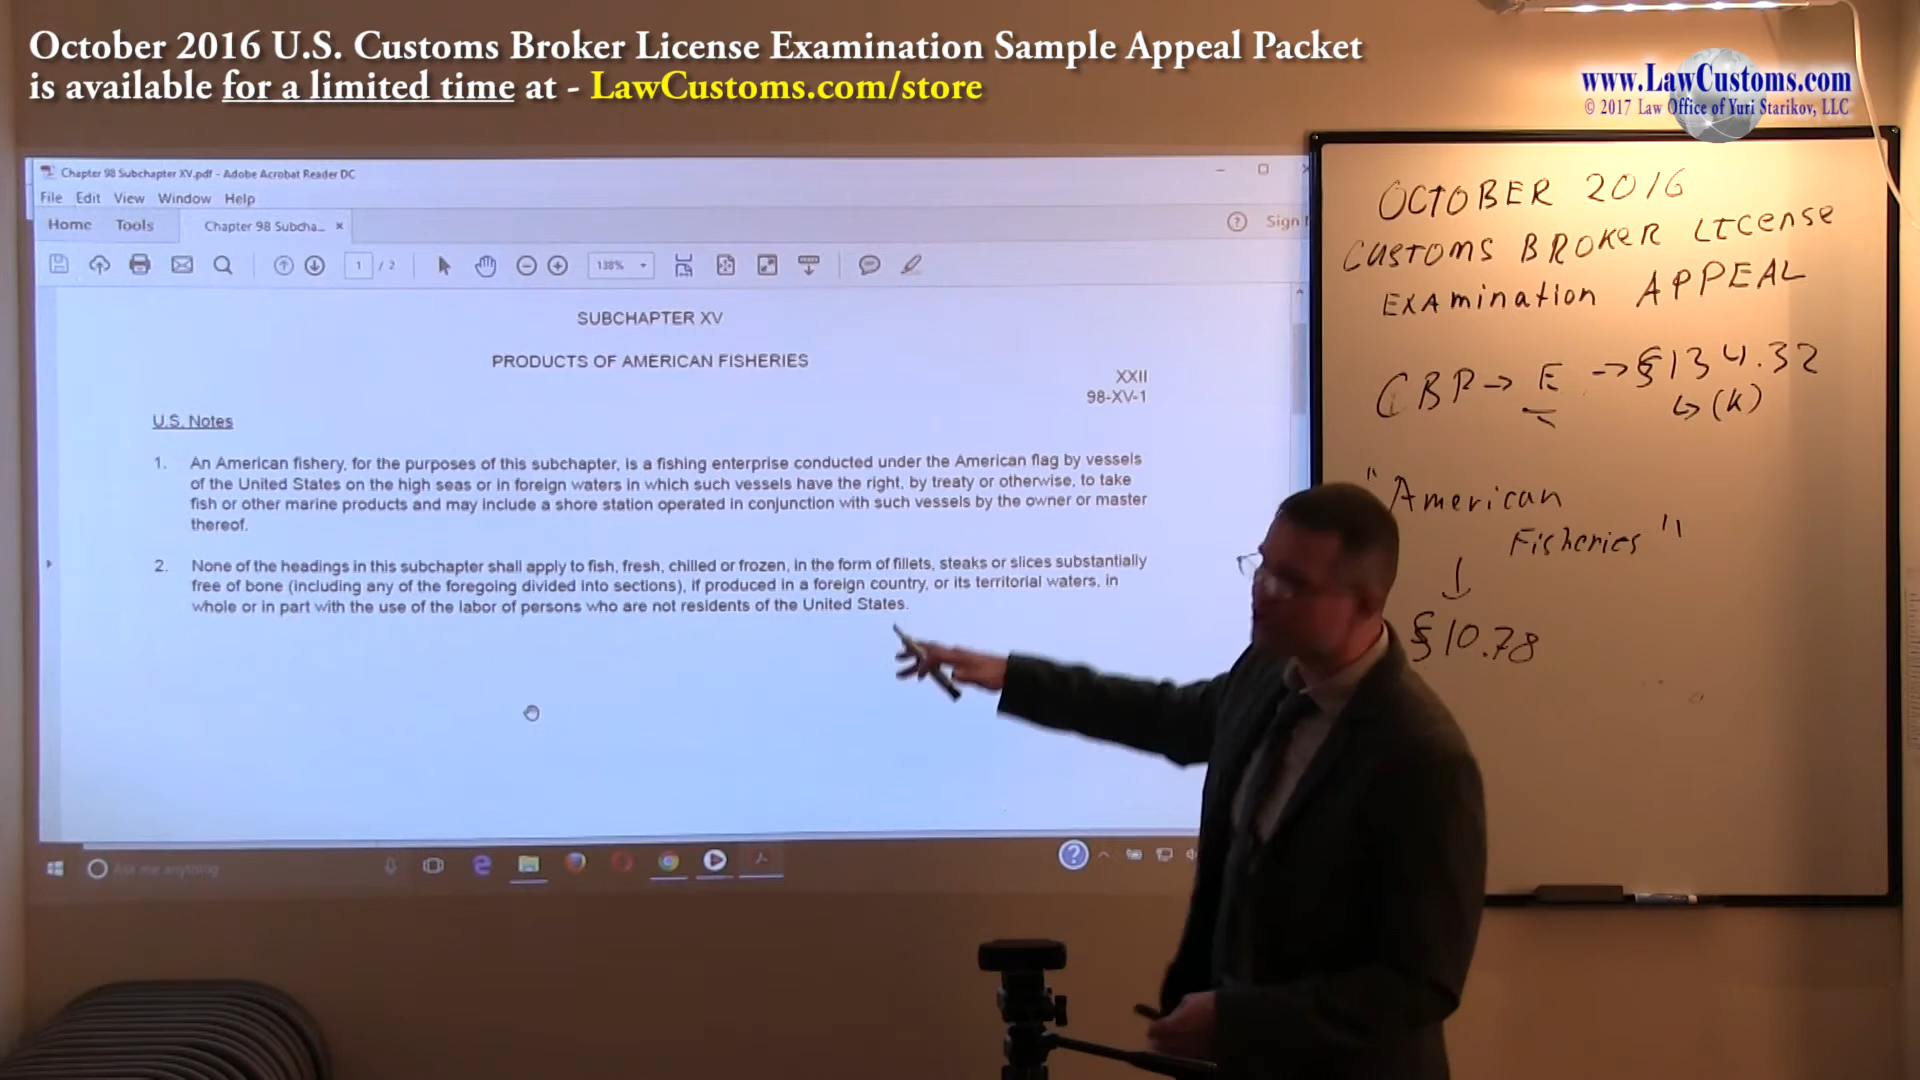 October 2016 U.S. Customs Broker License Examination Sample Appeal Packet
is available for a limited time at - LawCustoms.com/store
www.LawCustoms.com
© 2017 Law Office of Yuri Starikov, LLC
Chapter 98 Subchapter XV.pdf - Adobe Acrobat Reader DC
File Edit View Window Help
Home Tools Chapter 98 Subcha... ×
Sign
1 / 2
138%
SUBCHAPTER XV
PRODUCTS OF AMERICAN FISHERIES
XXII
98-XV-1
U.S. Notes
1. An American fishery, for the purposes of this subchapter, is a fishing enterprise conducted under the American flag by vessels
of the United States on the high seas or in foreign waters in which such vessels have the right, by treaty or otherwise, to take
fish or other marine products and may include a shore station operated in conjunction with such vessels by the owner or master
thereof.
2. None of the headings in this subchapter shall apply to fish, fresh, chilled or frozen, in the form of fillets, steaks or slices substantially
free of bone (including any of the foregoing divided into sections), if produced in a foreign country, or its territorial waters, in
whole or in part with the use of the labor of persons who are not residents of the United States.
Ask me anything
OCTOBER 2016
CUSTOMS BROKER LICENSE
EXAMINATION APPEAL
CBP → E → §134.32
↳ (K)
"American
Fisheries"
↓
§10.78